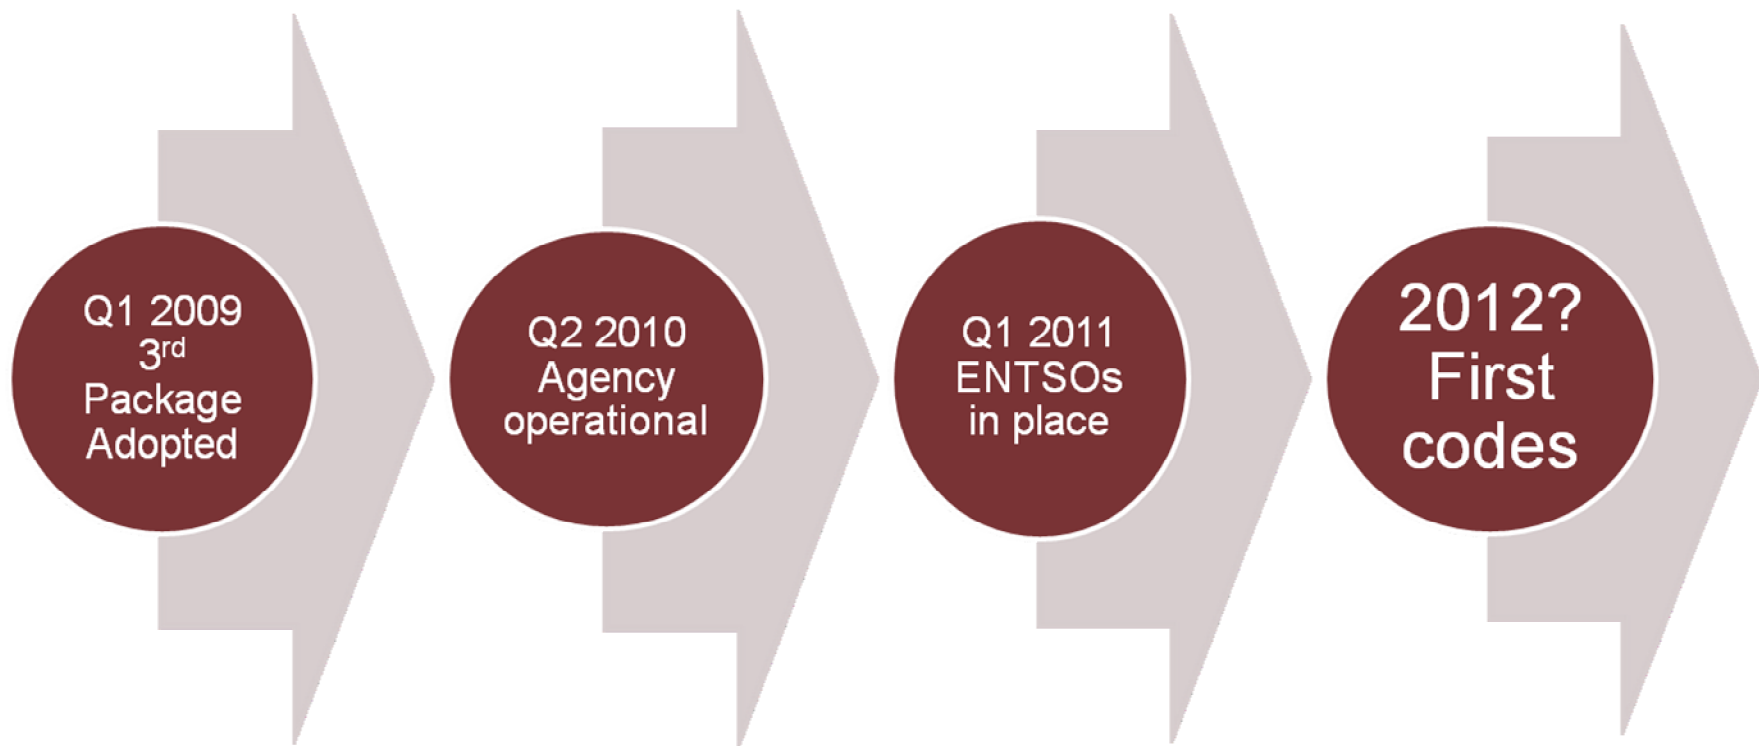 Q1 2009
3rd
Package
Adopted
Q2 2010
Agency
operational
Q1 2011
ENTSOs
in place
2012?
First
codes